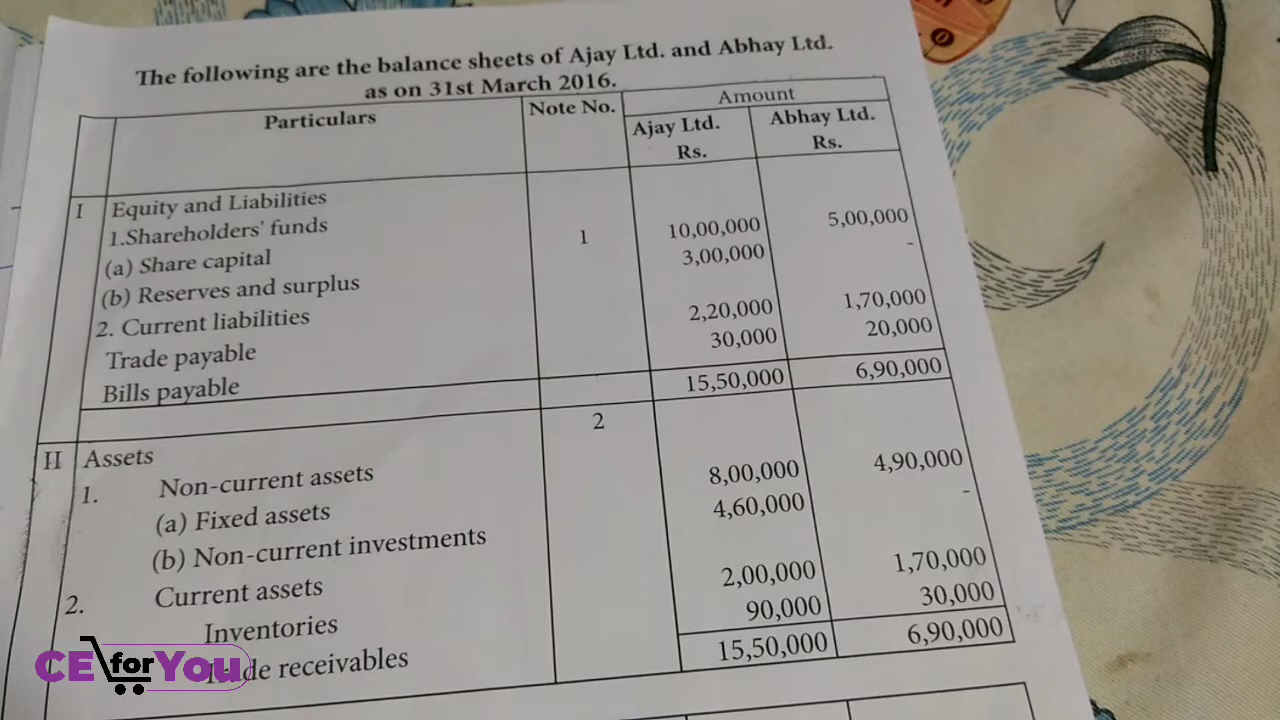 The following are the balance sheets of Ajay Ltd. and Abhay Ltd.
as on 31st March 2016.
Particulars Note No. Amount
Ajay Ltd. Abhay Ltd.
Rs. Rs.
I Equity and Liabilities
1.Shareholders' funds
(a) Share capital 1 10,00,000 5,00,000
(b) Reserves and surplus 3,00,000 -
2. Current liabilities
Trade payable 2,20,000 1,70,000
Bills payable 30,000 20,000
15,50,000 6,90,000
II Assets 2
1. Non-current assets
(a) Fixed assets 8,00,000 4,90,000
(b) Non-current investments 4,60,000 -
2. Current assets
Inventories 2,00,000 1,70,000
Trade receivables 90,000 30,000
15,50,000 6,90,000
CE for You